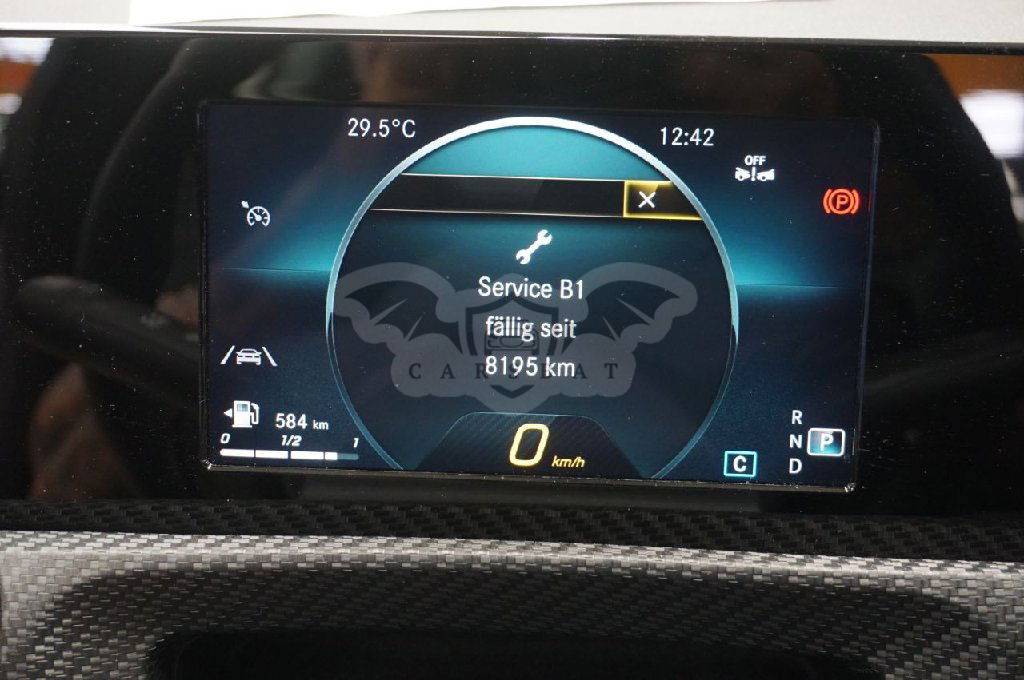 29.5°C
12:42
OFF
P
Service B1
fällig seit
8195 km
CARSBAT
584 km
0 1/2 1
0 km/h
C
R
N P
D